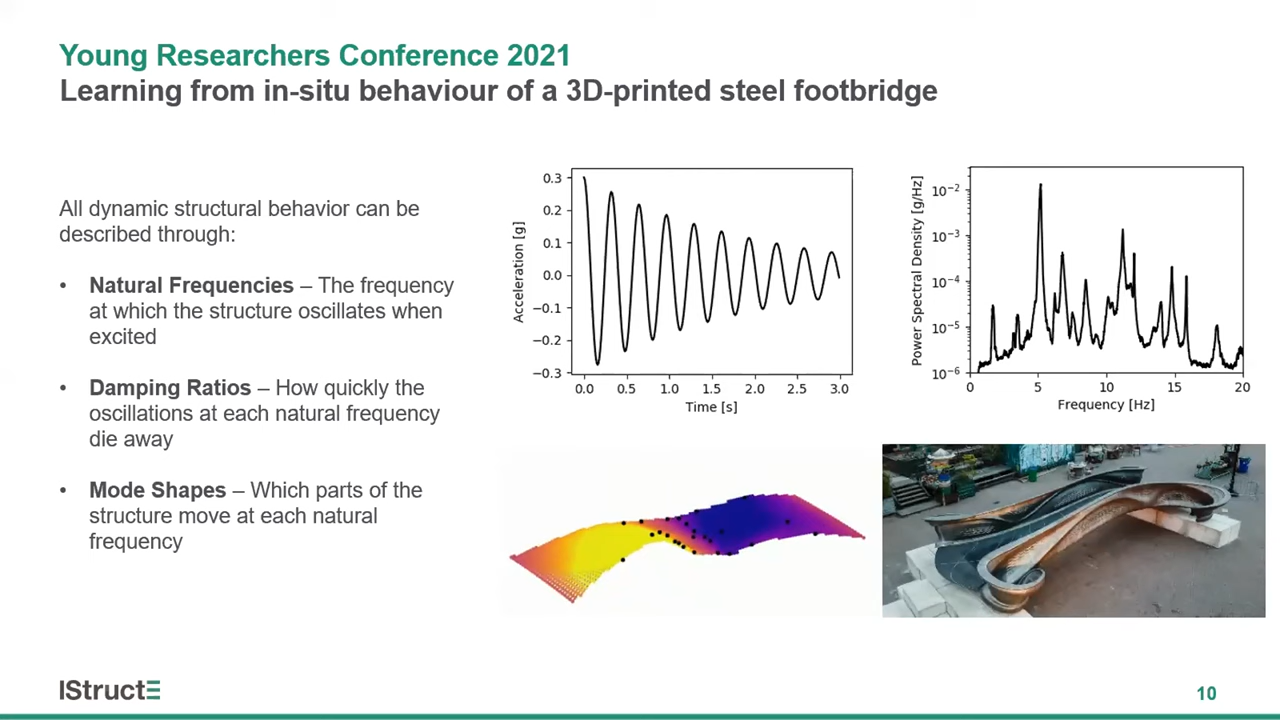 Young Researchers Conference 2021
Learning from in-situ behaviour of a 3D-printed steel footbridge
All dynamic structural behavior can be
described through:
• Natural Frequencies – The frequency
at which the structure oscillates when
excited
• Damping Ratios – How quickly the
oscillations at each natural frequency
die away
• Mode Shapes – Which parts of the
structure move at each natural
frequency
Acceleration [g]
0.3
0.2
0.1
0.0
−0.1
−0.2
−0.3
0.0 0.5 1.0 1.5 2.0 2.5 3.0
Time [s]
Power Spectral Density [g/Hz]
10⁻²
10⁻³
10⁻⁴
10⁻⁵
10⁻⁶
0 5 10 15 20
Frequency [Hz]
IStructE
10